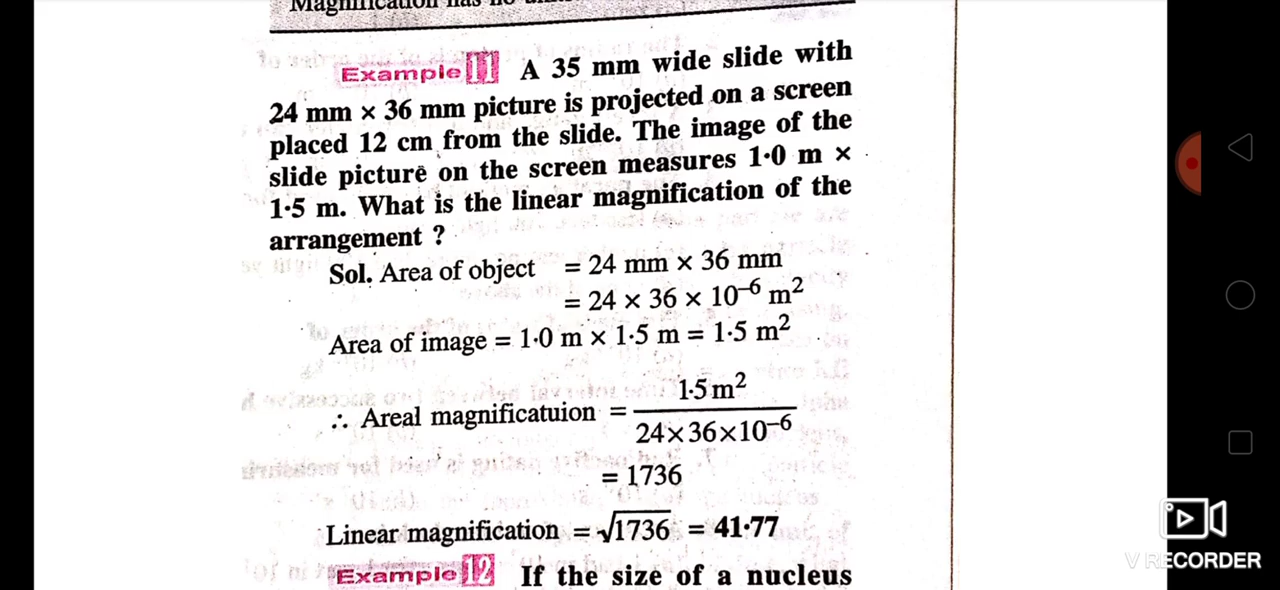 Magnification has no
Example 11 A 35 mm wide slide with
24 mm × 36 mm picture is projected on a screen
placed 12 cm from the slide. The image of the
slide picture on the screen measures 1·0 m ×
1·5 m. What is the linear magnification of the
arrangement ?
Sol. Area of object = 24 mm × 36 mm
= 24 × 36 × 10⁻⁶ m²
Area of image = 1·0 m × 1·5 m = 1·5 m²
∴ Areal magnificatuion = 1·5 m² / 24×36×10⁻⁶
= 1736
Linear magnification = √1736 = 41·77
Example 12 If the size of a nucleus
V RECORDER